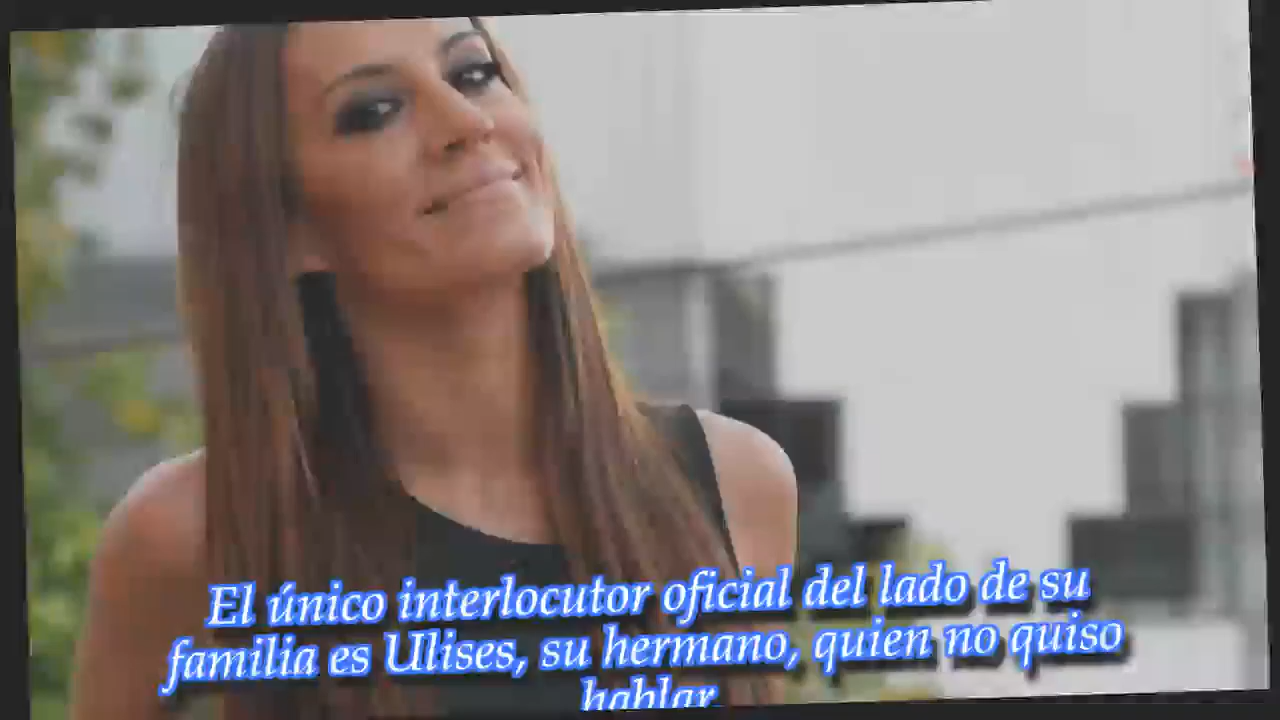 El único interlocutor oficial del lado de su
familia es Ulises, su hermano, quien no quiso
hablar